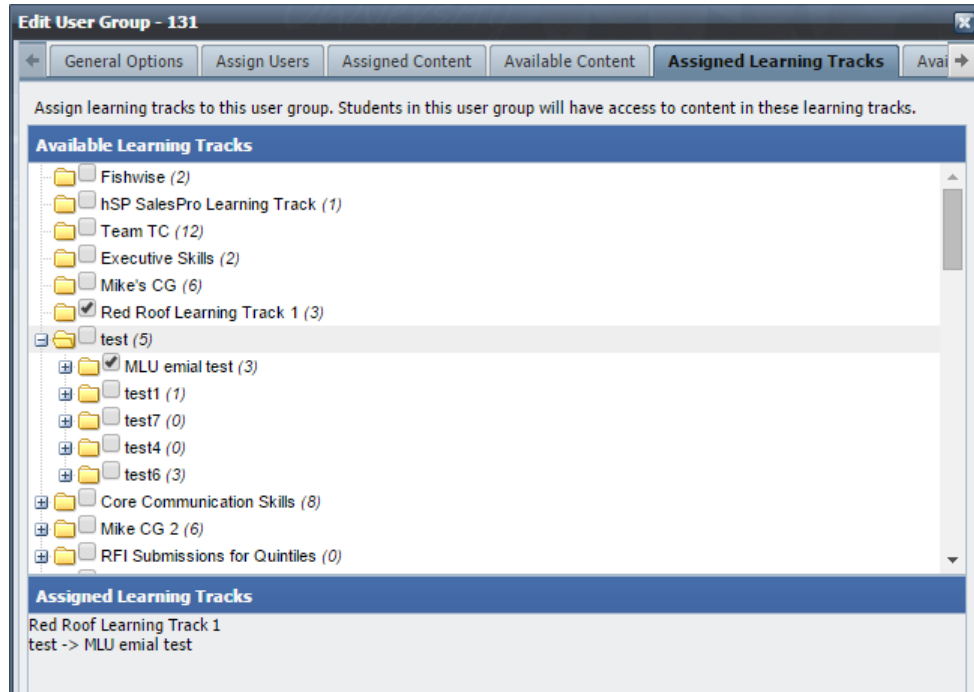 Edit User Group - 131
General Options
Assign Users
Assigned Content
Available Content
Assigned Learning Tracks
Avai
Assign learning tracks to this user group. Students in this user group will have access to content in these learning tracks.
Available Learning Tracks
Fishwise (2)
hSP SalesPro Learning Track (1)
Team TC (12)
Executive Skills (2)
Mike's CG (6)
Red Roof Learning Track 1 (3)
test (5)
MLU emial test (3)
test1 (1)
test7 (0)
test4 (0)
test6 (3)
Core Communication Skills (8)
Mike CG 2 (6)
RFI Submissions for Quintiles (0)
Assigned Learning Tracks
Red Roof Learning Track 1
test -> MLU emial test